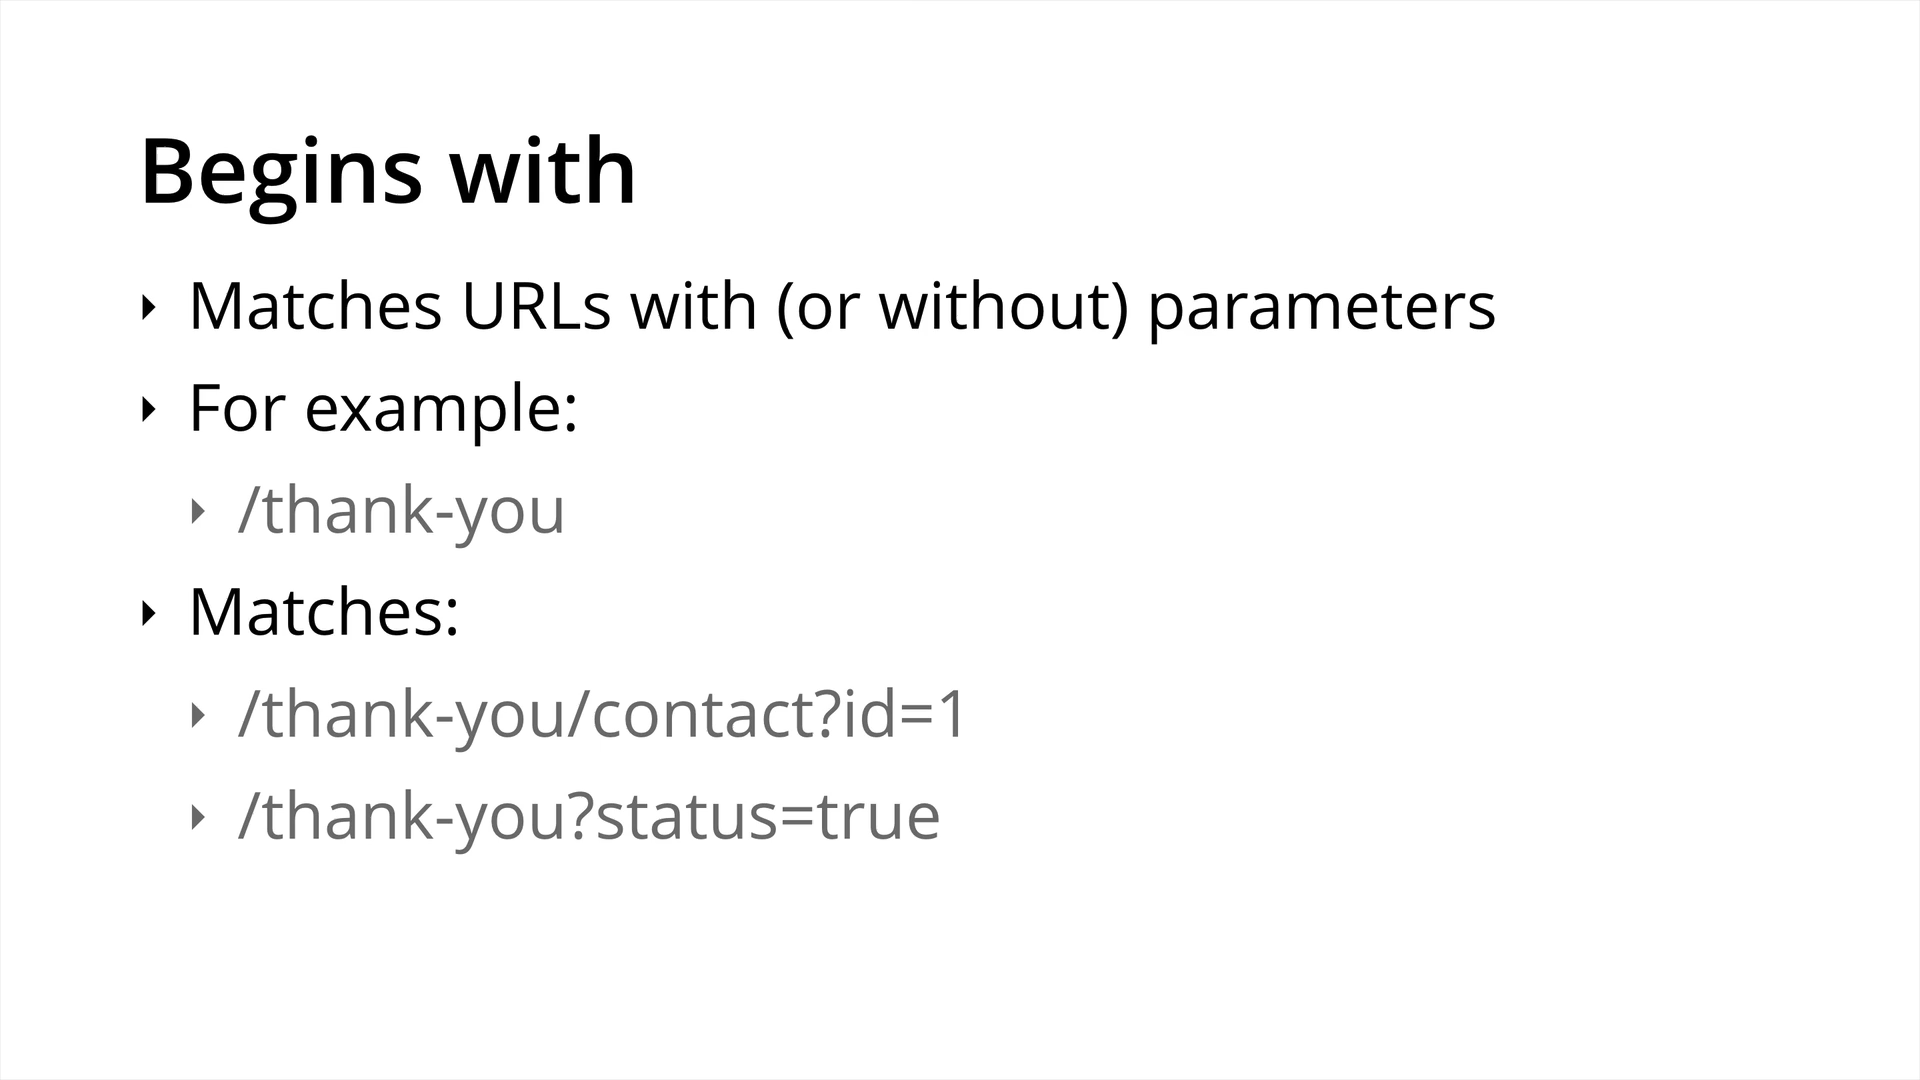 Begins with
‣ Matches URLs with (or without) parameters
‣ For example:
‣ /thank-you
‣ Matches:
‣ /thank-you/contact?id=1
‣ /thank-you?status=true